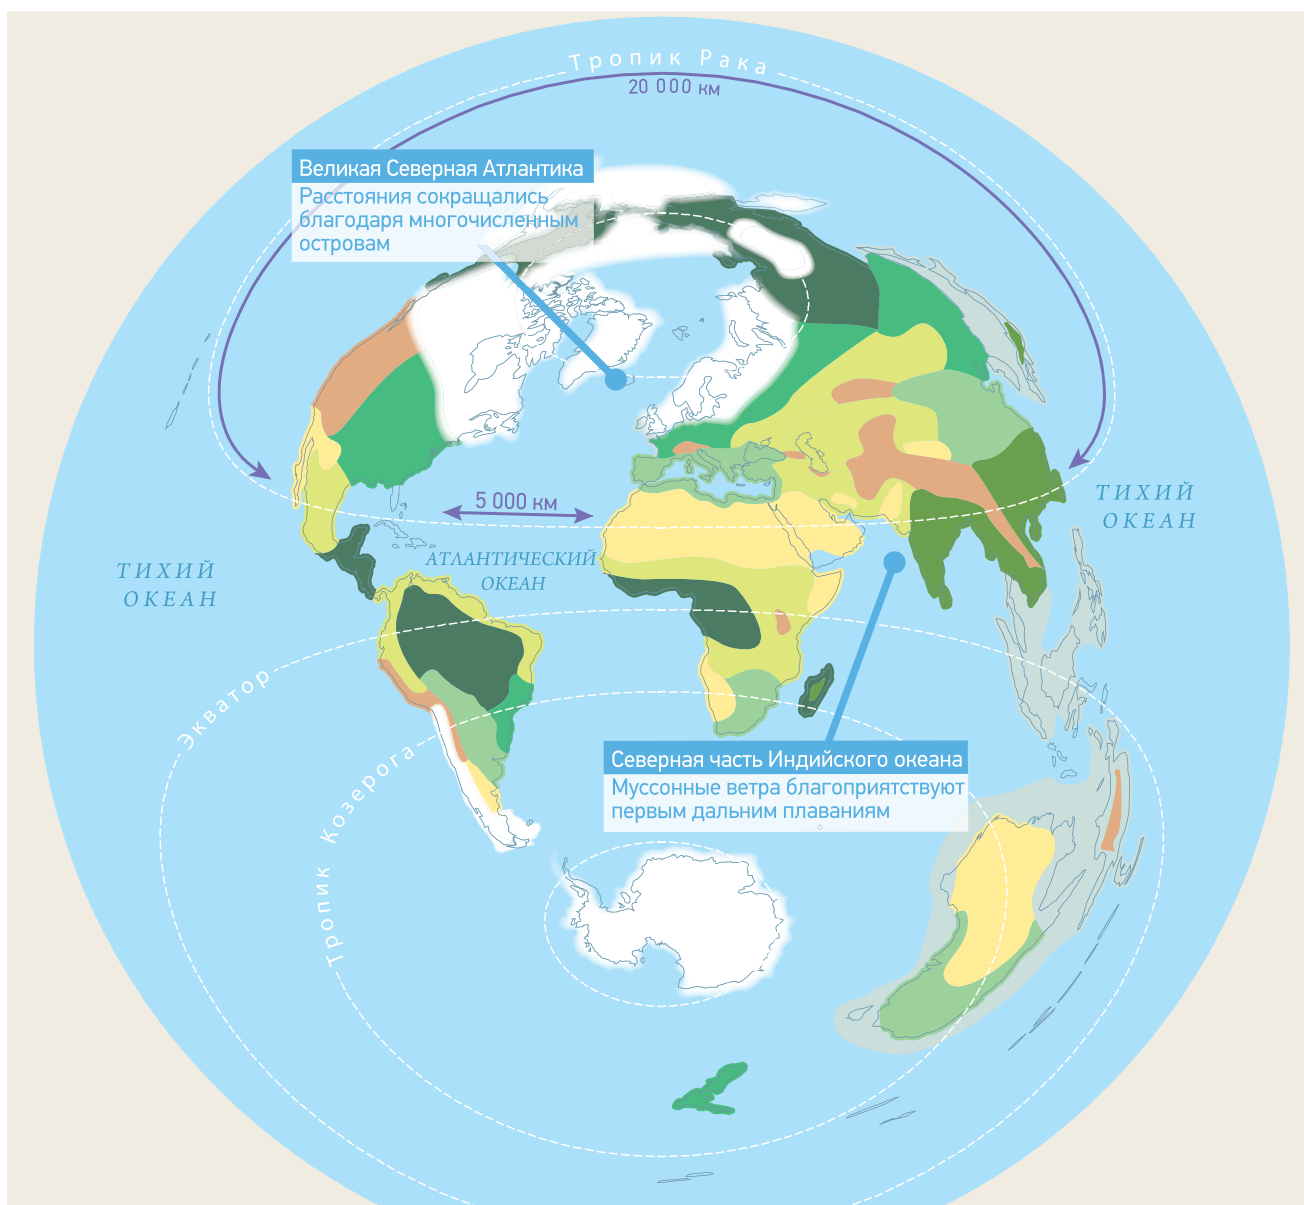 Тропик Рака
20 000 км
Великая Северная Атлантика
Расстояния сокращались
благодаря многочисленным
островам
ТИХИЙ
ОКЕАН
5 000 км
АТЛАНТИЧЕСКИЙ
ОКЕАН
ТИХИЙ
ОКЕАН
Экватор
Тропик Козерога
Северная часть Индийского океана
Муссонные ветра благоприятствуют
первым дальним плаваниям